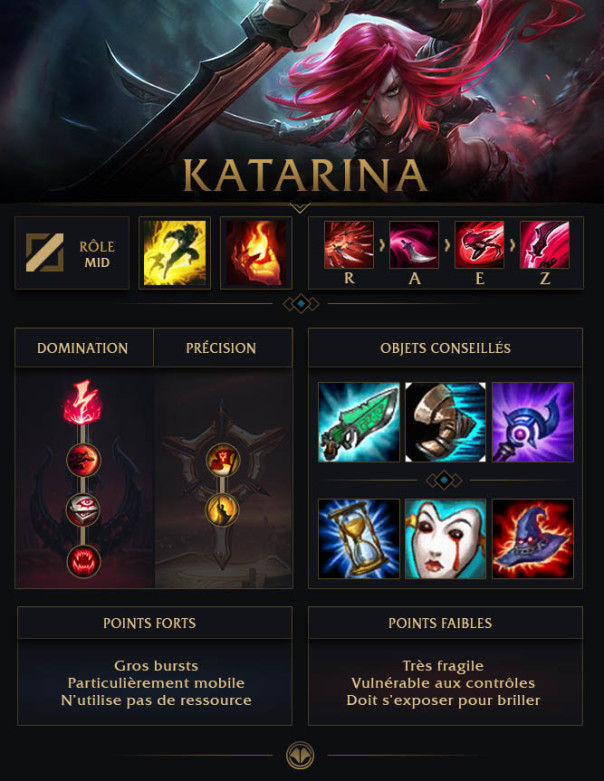 KATARINA
RÔLE
MID
R
A
E
Z
DOMINATION
PRÉCISION
OBJETS CONSEILLÉS
POINTS FORTS
POINTS FAIBLES
Gros bursts
Particulièrement mobile
N'utilise pas de ressource
Très fragile
Vulnérable aux contrôles
Doit s'exposer pour briller